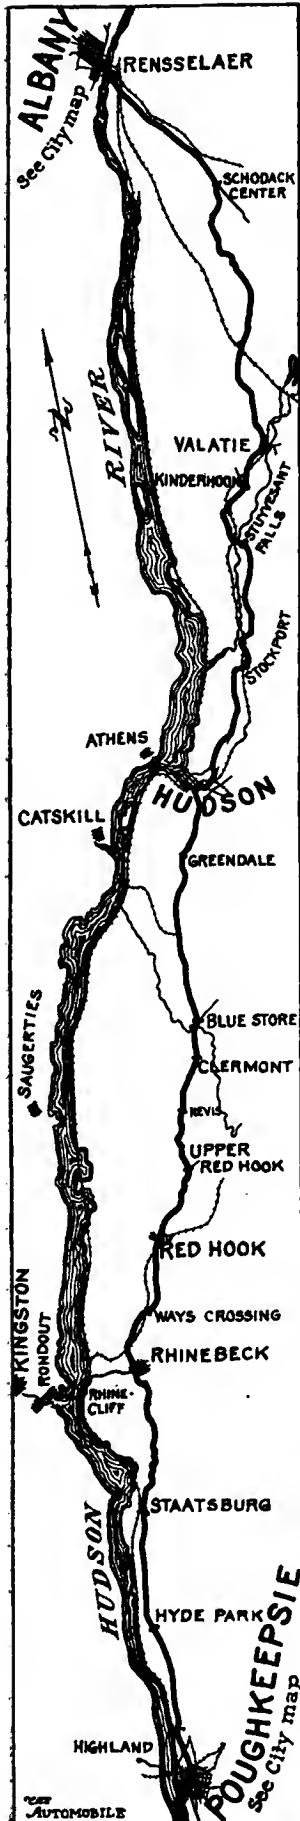 ALBANY
See City map
RENSSELAER
SCHODACK
CENTER
N
RIVER
VALATIE
KINDERHOOK
STUYVESANT
FALLS
STOCKPORT
ATHENS
HUDSON
CATSKILL
GREENDALE
BLUE STORE
SAUGERTIES
CLERMONT
NEVIS
UPPER
RED HOOK
RED HOOK
WAYS CROSSING
KINGSTON
RONDOUT
RHINEBECK
RHINE-
CLIFF
STAATSBURG
HUDSON
HYDE PARK
HIGHLAND
POUGHKEEPSIE
See City map
THE
AUTOMOBILE